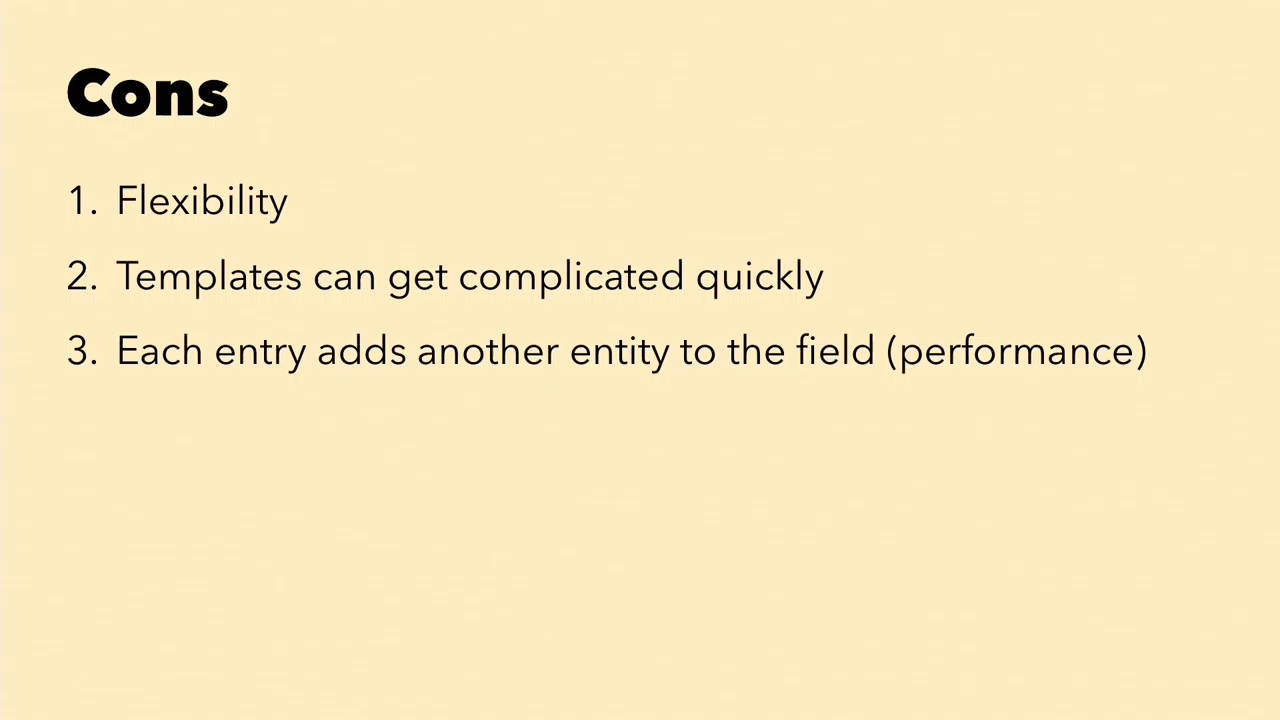 Cons
1. Flexibility
2. Templates can get complicated quickly
3. Each entry adds another entity to the field (performance)